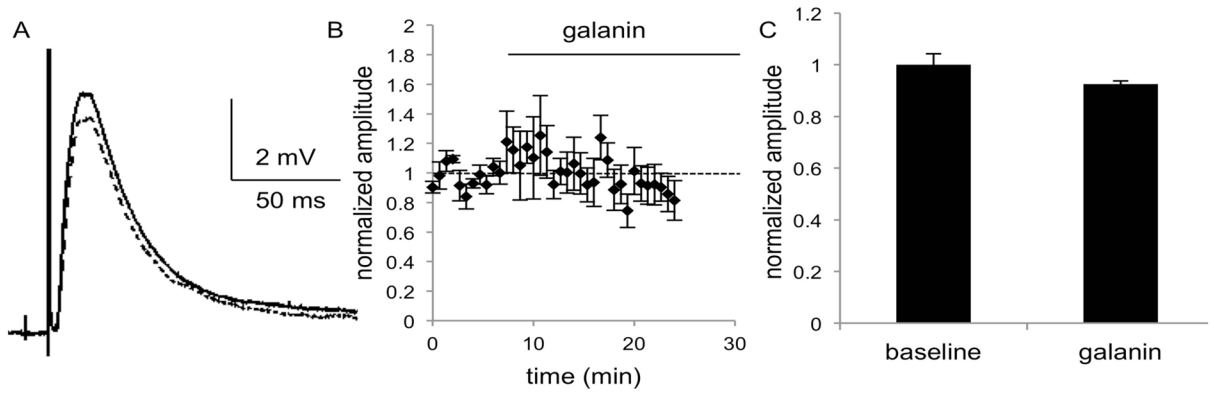 A
2 mV
50 ms
B
galanin
normalized amplitude
2
1.8
1.6
1.4
1.2
1
0.8
0.6
0.4
0.2
0
0
10
20
30
time (min)
C
normalized amplitude
1.2
1
0.8
0.6
0.4
0.2
0
baseline
galanin